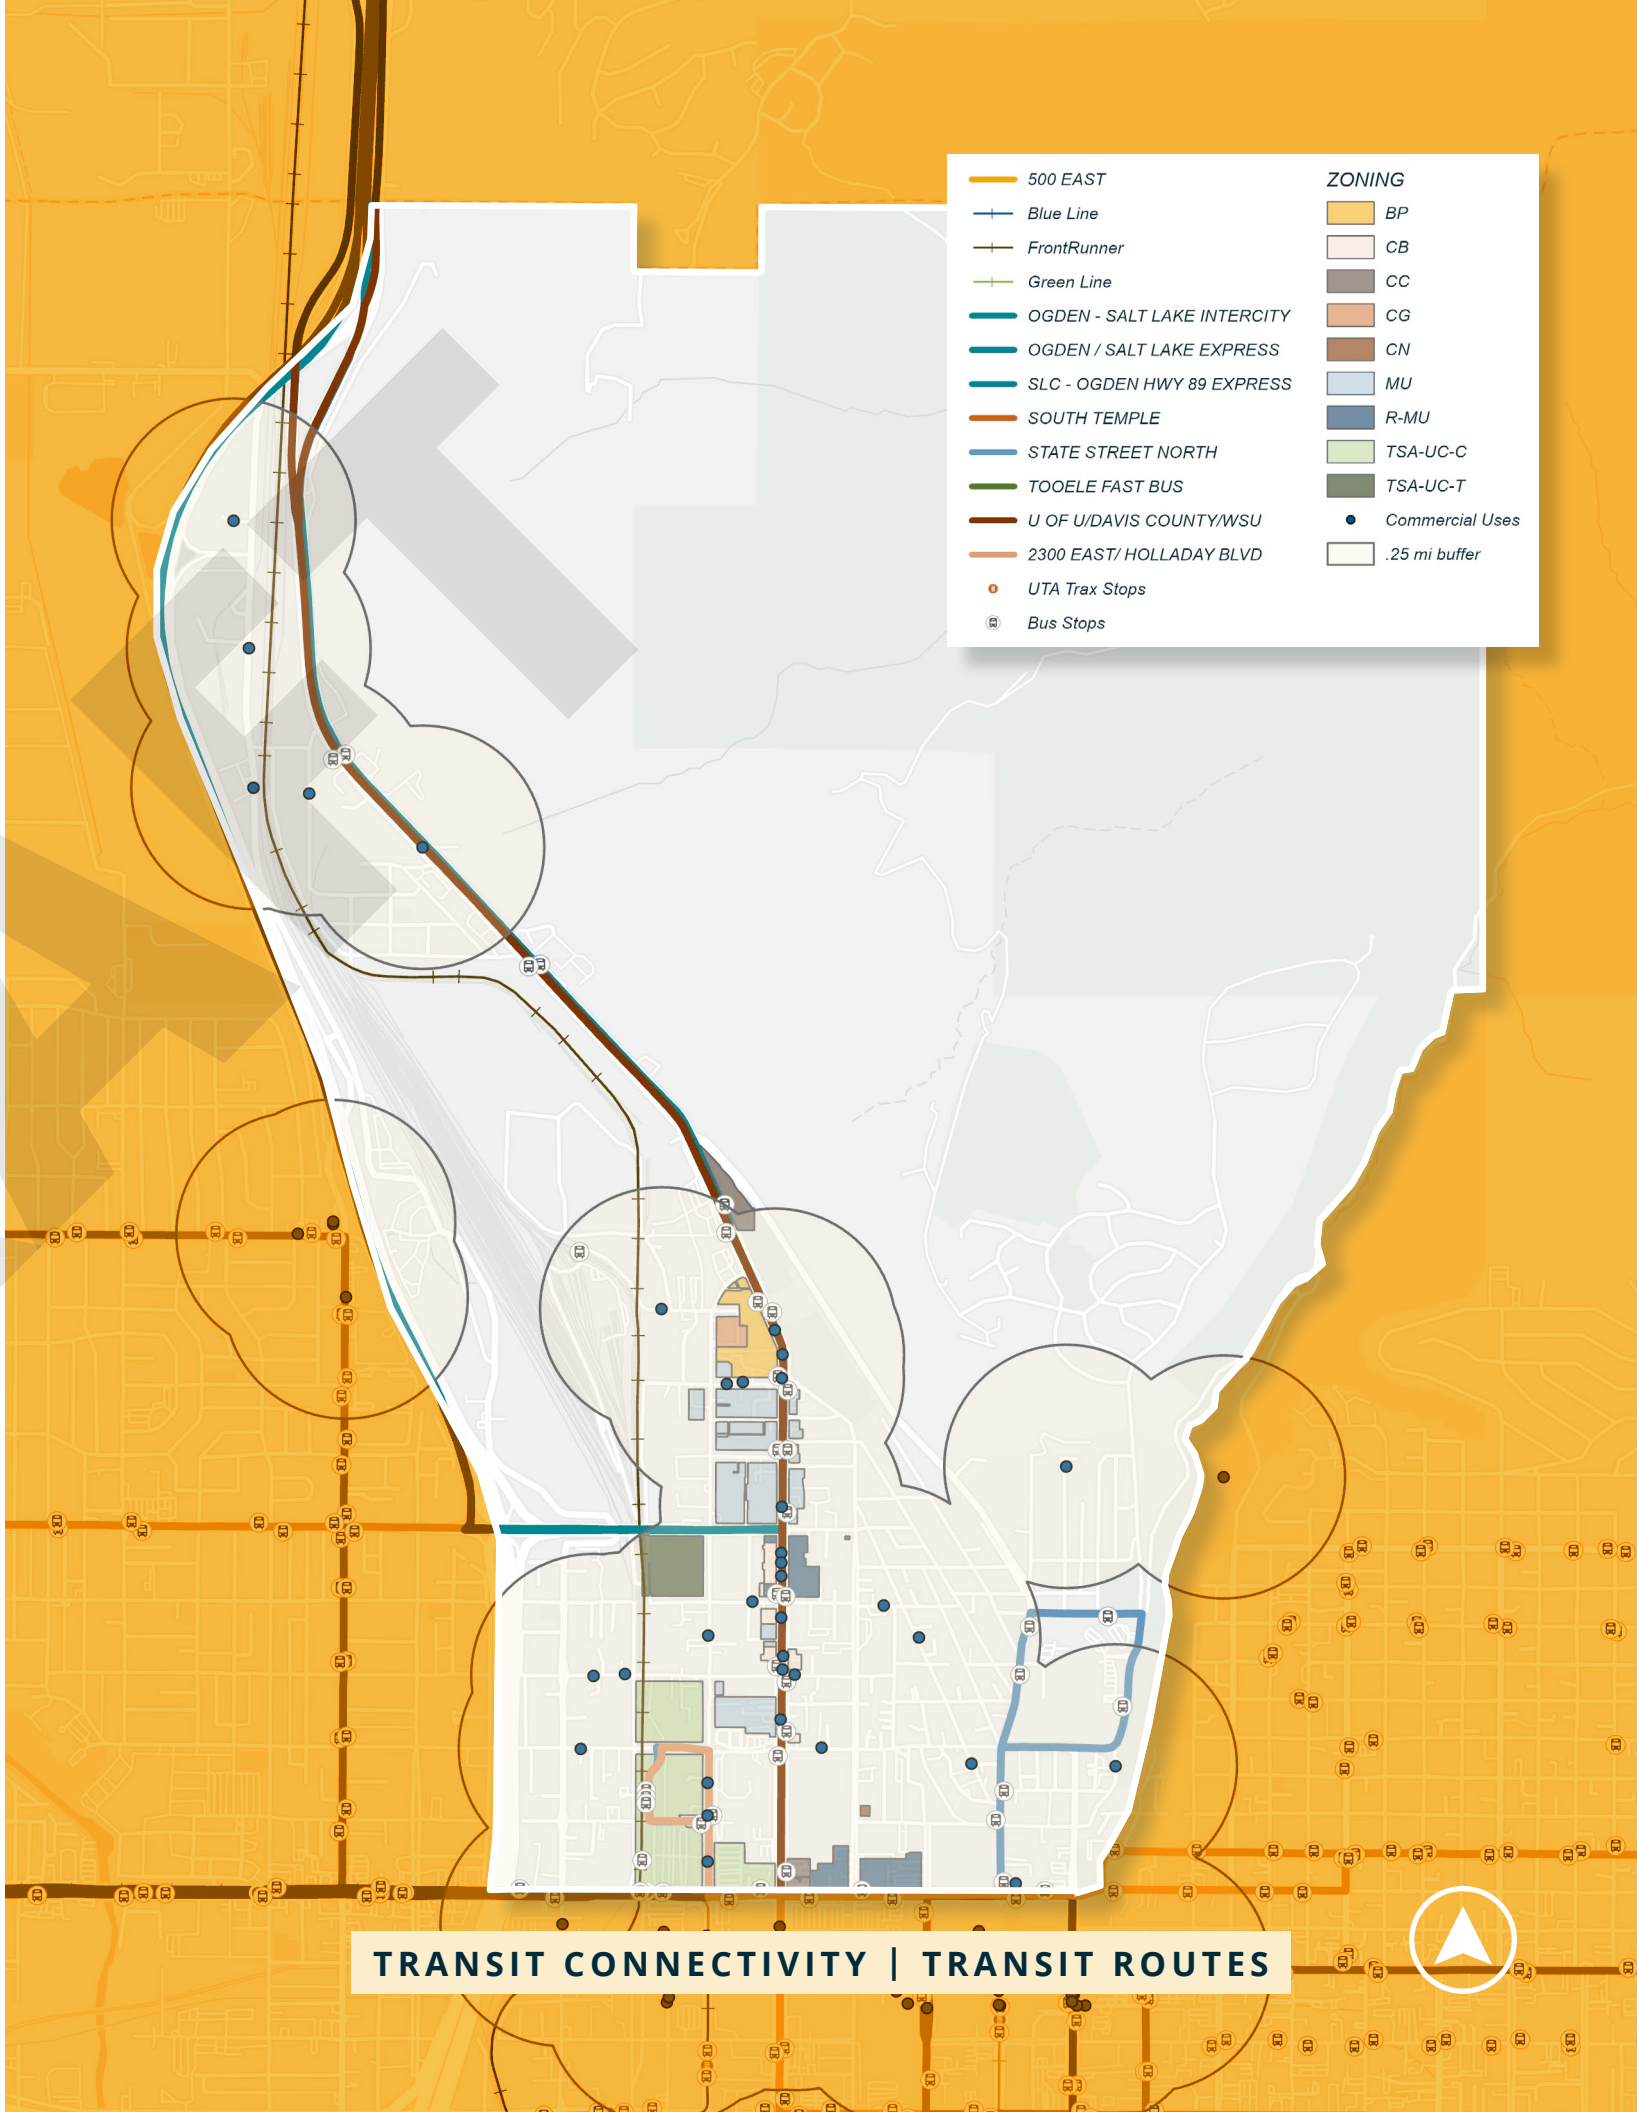 500 EAST
Blue Line
FrontRunner
Green Line
OGDEN - SALT LAKE INTERCITY
OGDEN / SALT LAKE EXPRESS
SLC - OGDEN HWY 89 EXPRESS
SOUTH TEMPLE
STATE STREET NORTH
TOOELE FAST BUS
U OF U/DAVIS COUNTY/WSU
2300 EAST/ HOLLADAY BLVD
UTA Trax Stops
Bus Stops
ZONING
BP
CB
CC
CG
CN
MU
R-MU
TSA-UC-C
TSA-UC-T
Commercial Uses
.25 mi buffer
TRANSIT CONNECTIVITY | TRANSIT ROUTES